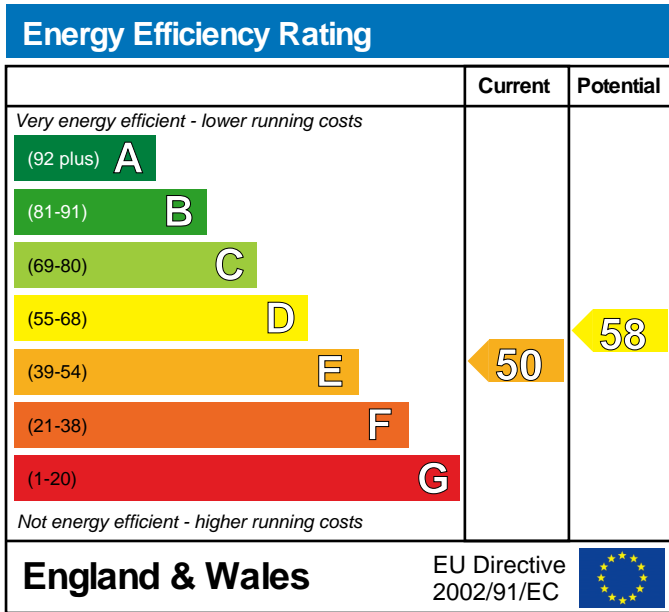 Energy Efficiency Rating
Current Potential
Very energy efficient - lower running costs
(92 plus) A
(81-91) B
(69-80) C
(55-68) D
(39-54) E
(21-38) F
(1-20) G
50
58
Not energy efficient - higher running costs
England & Wales
EU Directive
2002/91/EC